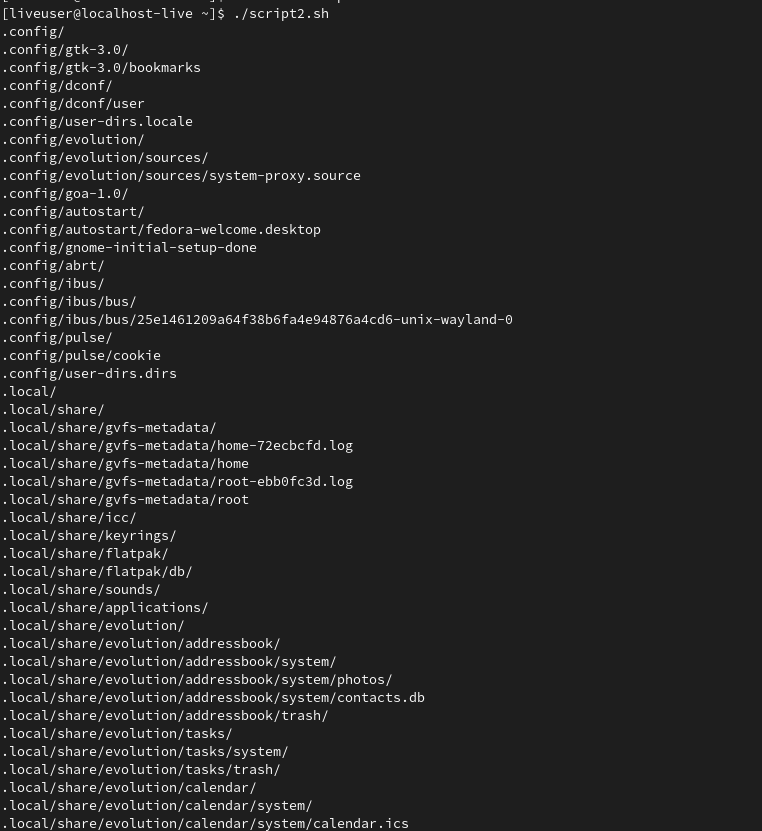 [liveuser@localhost-live ~]$ ./script2.sh
.config/
.config/gtk-3.0/
.config/gtk-3.0/bookmarks
.config/dconf/
.config/dconf/user
.config/user-dirs.locale
.config/evolution/
.config/evolution/sources/
.config/evolution/sources/system-proxy.source
.config/goa-1.0/
.config/autostart/
.config/autostart/fedora-welcome.desktop
.config/gnome-initial-setup-done
.config/abrt/
.config/ibus/
.config/ibus/bus/
.config/ibus/bus/25e1461209a64f38b6fa4e94876a4cd6-unix-wayland-0
.config/pulse/
.config/pulse/cookie
.config/user-dirs.dirs
.local/
.local/share/
.local/share/gvfs-metadata/
.local/share/gvfs-metadata/home-72ecbcfd.log
.local/share/gvfs-metadata/home
.local/share/gvfs-metadata/root-ebb0fc3d.log
.local/share/gvfs-metadata/root
.local/share/icc/
.local/share/keyrings/
.local/share/flatpak/
.local/share/flatpak/db/
.local/share/sounds/
.local/share/applications/
.local/share/evolution/
.local/share/evolution/addressbook/
.local/share/evolution/addressbook/system/
.local/share/evolution/addressbook/system/photos/
.local/share/evolution/addressbook/system/contacts.db
.local/share/evolution/addressbook/trash/
.local/share/evolution/tasks/
.local/share/evolution/tasks/system/
.local/share/evolution/tasks/trash/
.local/share/evolution/calendar/
.local/share/evolution/calendar/system/
.local/share/evolution/calendar/system/calendar.ics